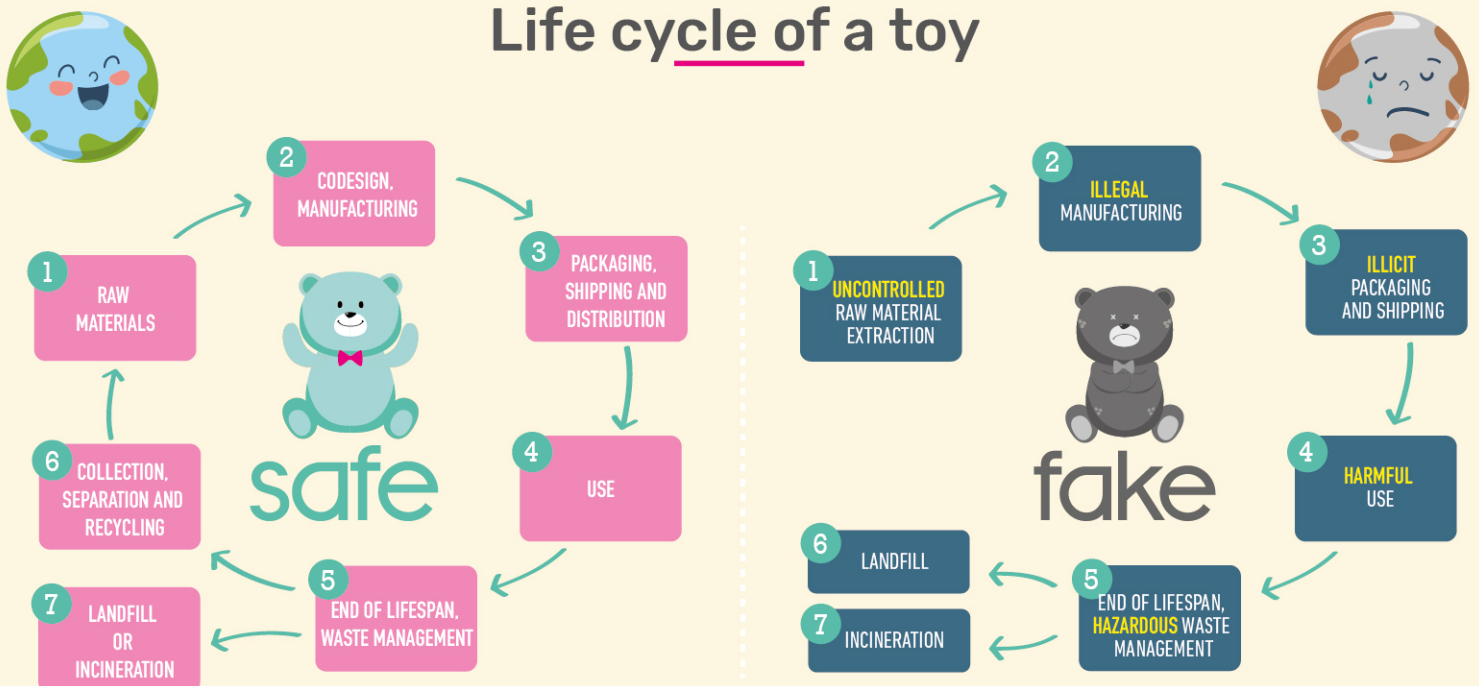 Life cycle of a toy
1
RAW
MATERIALS
2
CODESIGN,
MANUFACTURING
3
PACKAGING,
SHIPPING AND
DISTRIBUTION
4
USE
5
END OF LIFESPAN,
WASTE MANAGEMENT
6
COLLECTION,
SEPARATION AND
RECYCLING
7
LANDFILL
OR
INCINERATION
safe
1
UNCONTROLLED
RAW MATERIAL
EXTRACTION
2
ILLEGAL
MANUFACTURING
3
ILLICIT
PACKAGING
AND SHIPPING
4
HARMFUL
USE
5
END OF LIFESPAN,
HAZARDOUS WASTE
MANAGEMENT
6
LANDFILL
7
INCINERATION
fake